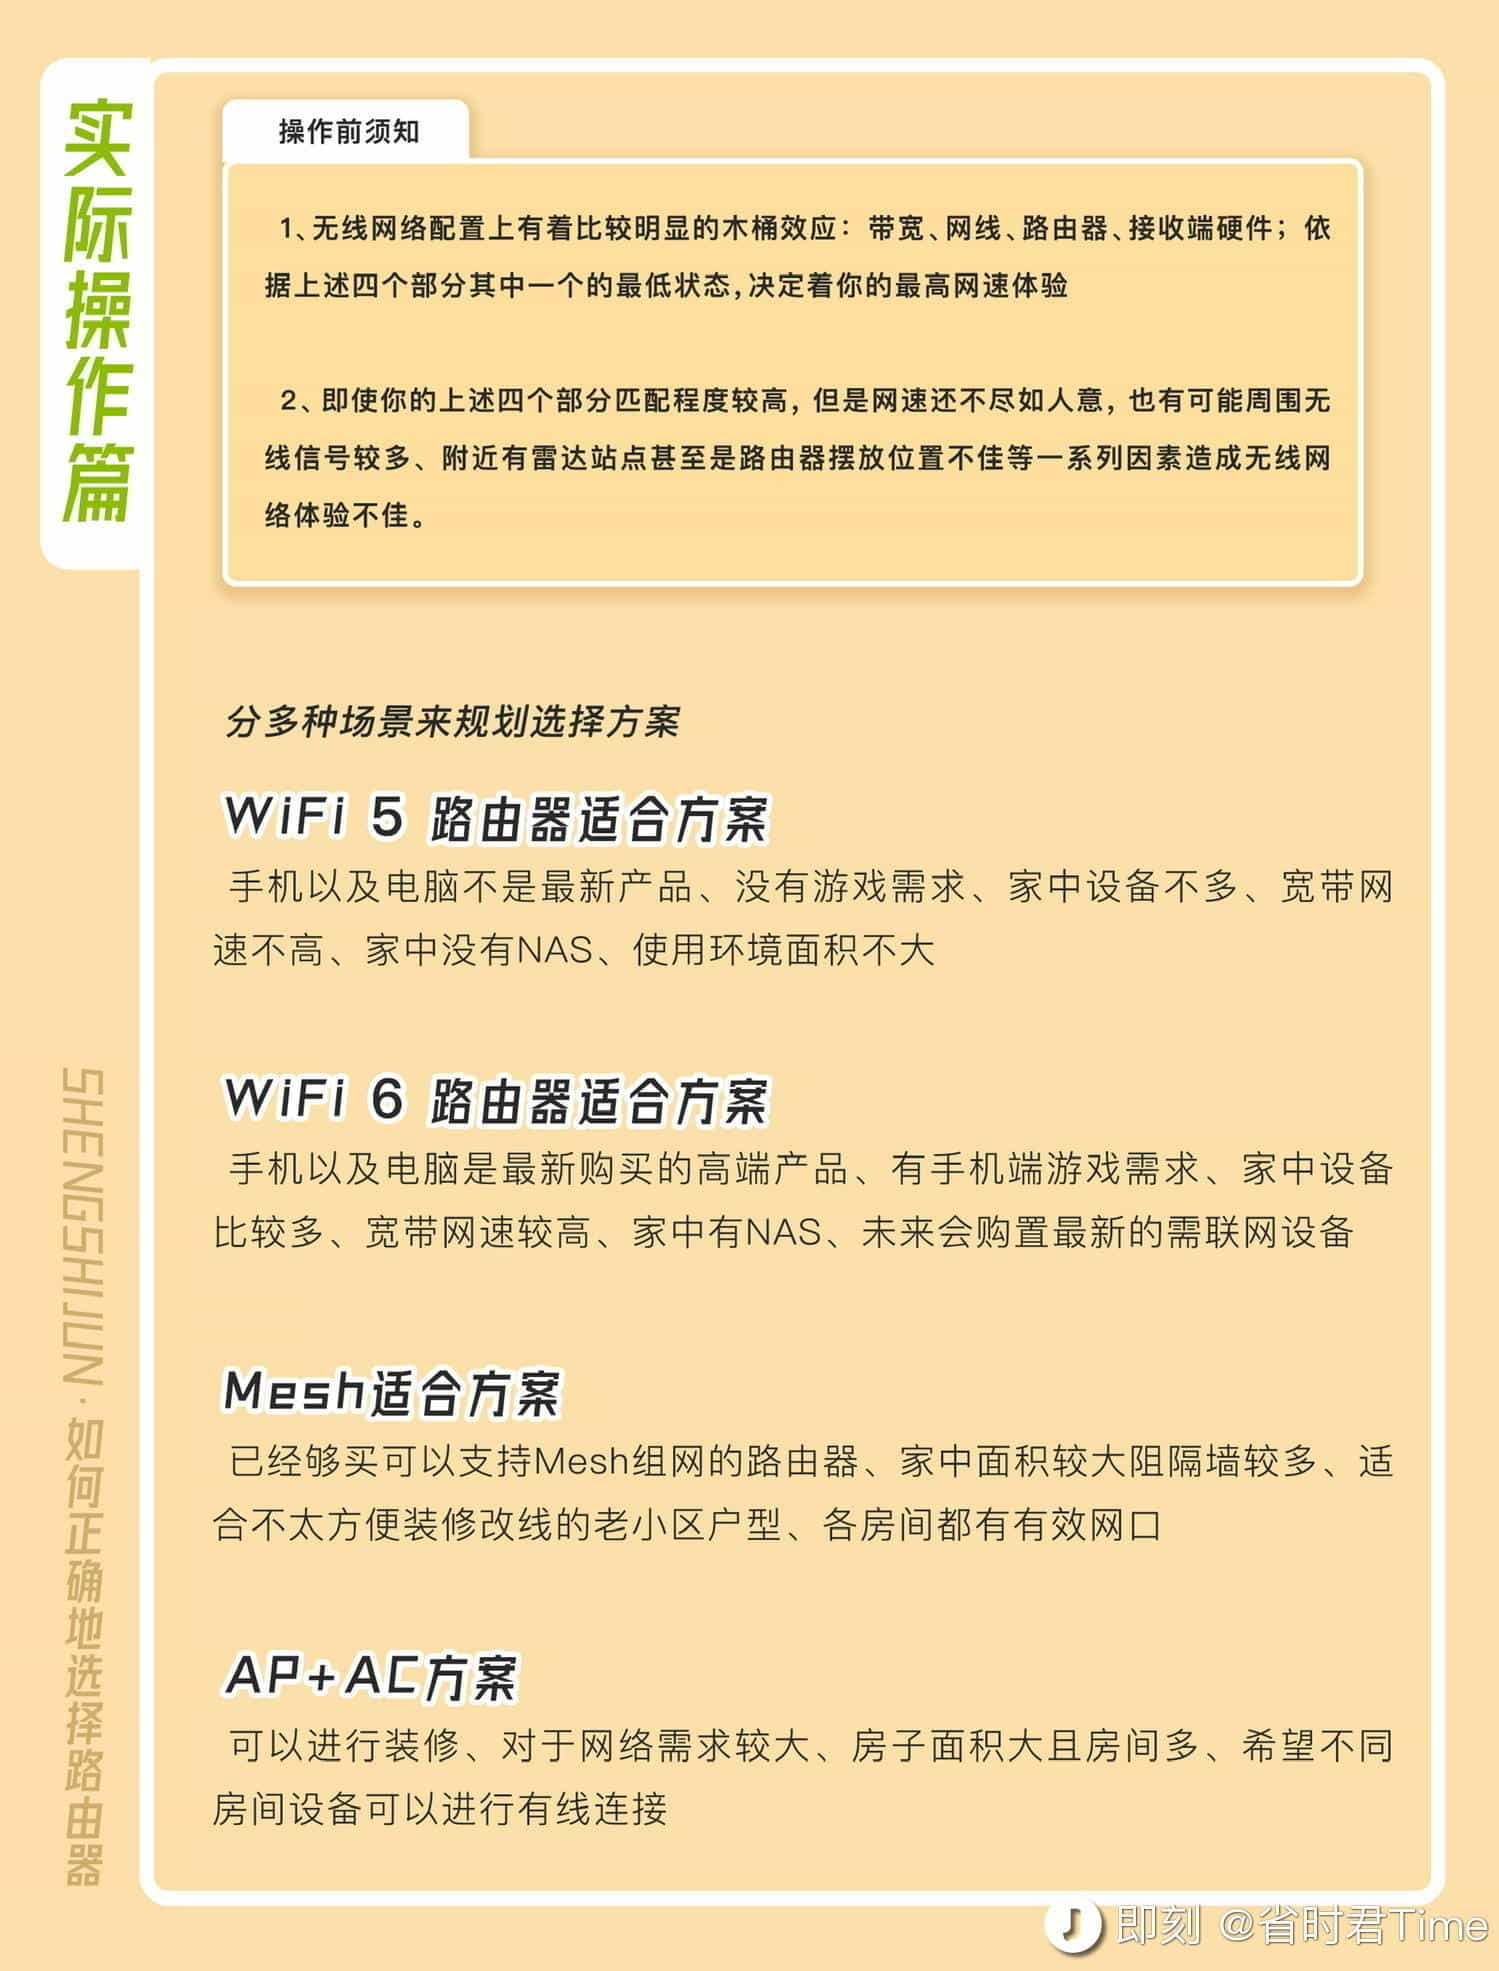 实际操作篇
操作前须知
1、无线网络配置上有着比较明显的木桶效应：带宽、网线、路由器、接收端硬件；依
据上述四个部分其中一个的最低状态，决定着你的最高网速体验
2、即使你的上述四个部分匹配程度较高，但是网速还不尽如人意，也有可能周围无
线信号较多、附近有雷达站点甚至是路由器摆放位置不佳等一系列因素造成无线网
络体验不佳。
分多种场景来规划选择方案
WiFi 5 路由器适合方案
手机以及电脑不是最新产品、没有游戏需求、家中设备不多、宽带网
速不高、家中没有NAS、使用环境面积不大
WiFi 6 路由器适合方案
手机以及电脑是最新购买的高端产品、有手机端游戏需求、家中设备
比较多、宽带网速较高、家中有NAS、未来会购置最新的需联网设备
Mesh适合方案
已经够买可以支持Mesh组网的路由器、家中面积较大阻隔墙较多、适
合不太方便装修改线的老小区户型、各房间都有有效网口
AP+AC方案
可以进行装修、对于网络需求较大、房子面积大且房间多、希望不同
房间设备可以进行有线连接
SHENGSHIJUN·如何正确地选择路由器
即刻 @省时君Time